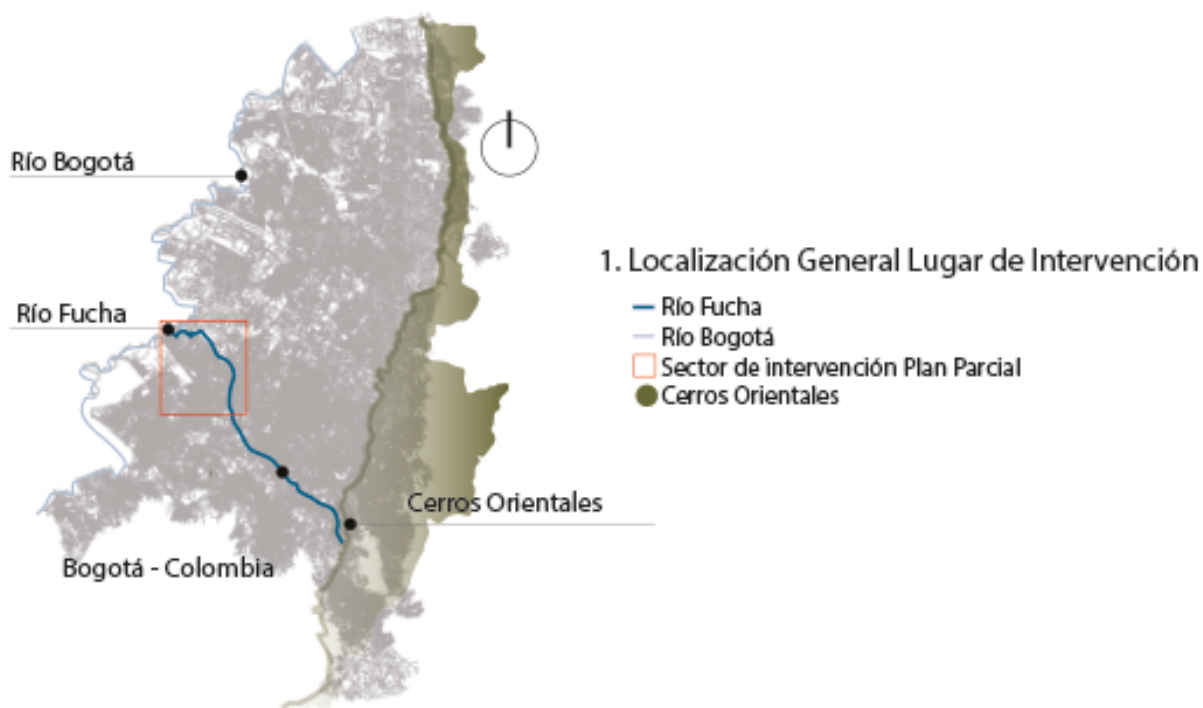 Río Bogotá
Río Fucha
Cerros Orientales
Bogotá - Colombia
1. Localización General Lugar de Intervención
Río Fucha
Río Bogotá
Sector de intervención Plan Parcial
Cerros Orientales